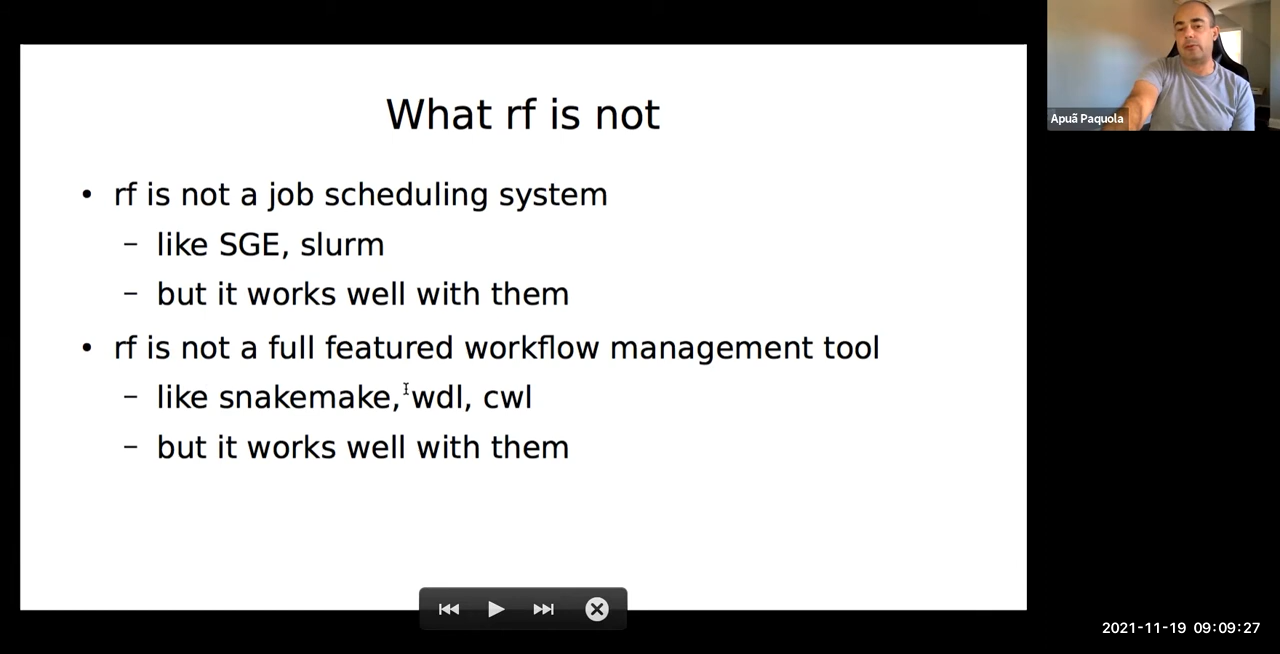 What rf is not
• rf is not a job scheduling system
– like SGE, slurm
– but it works well with them
• rf is not a full featured workflow management tool
– like snakemake, wdl, cwl
– but it works well with them
Apuã Paquola
2021-11-19 09:09:27